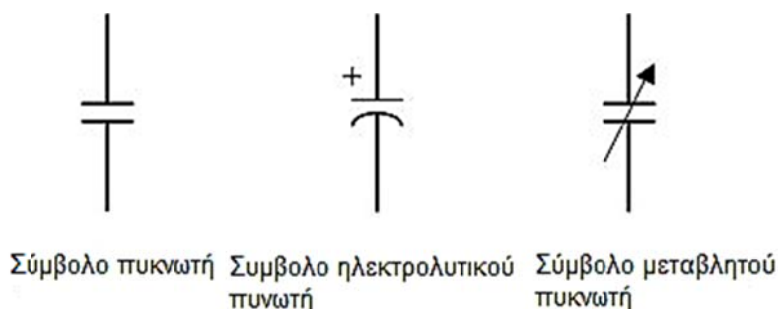 +
Σύμβολο πυκνωτή
Συμβολο ηλεκτρολυτικού
πυνωτή
Σύμβολο μεταβλητού
πυκνωτή